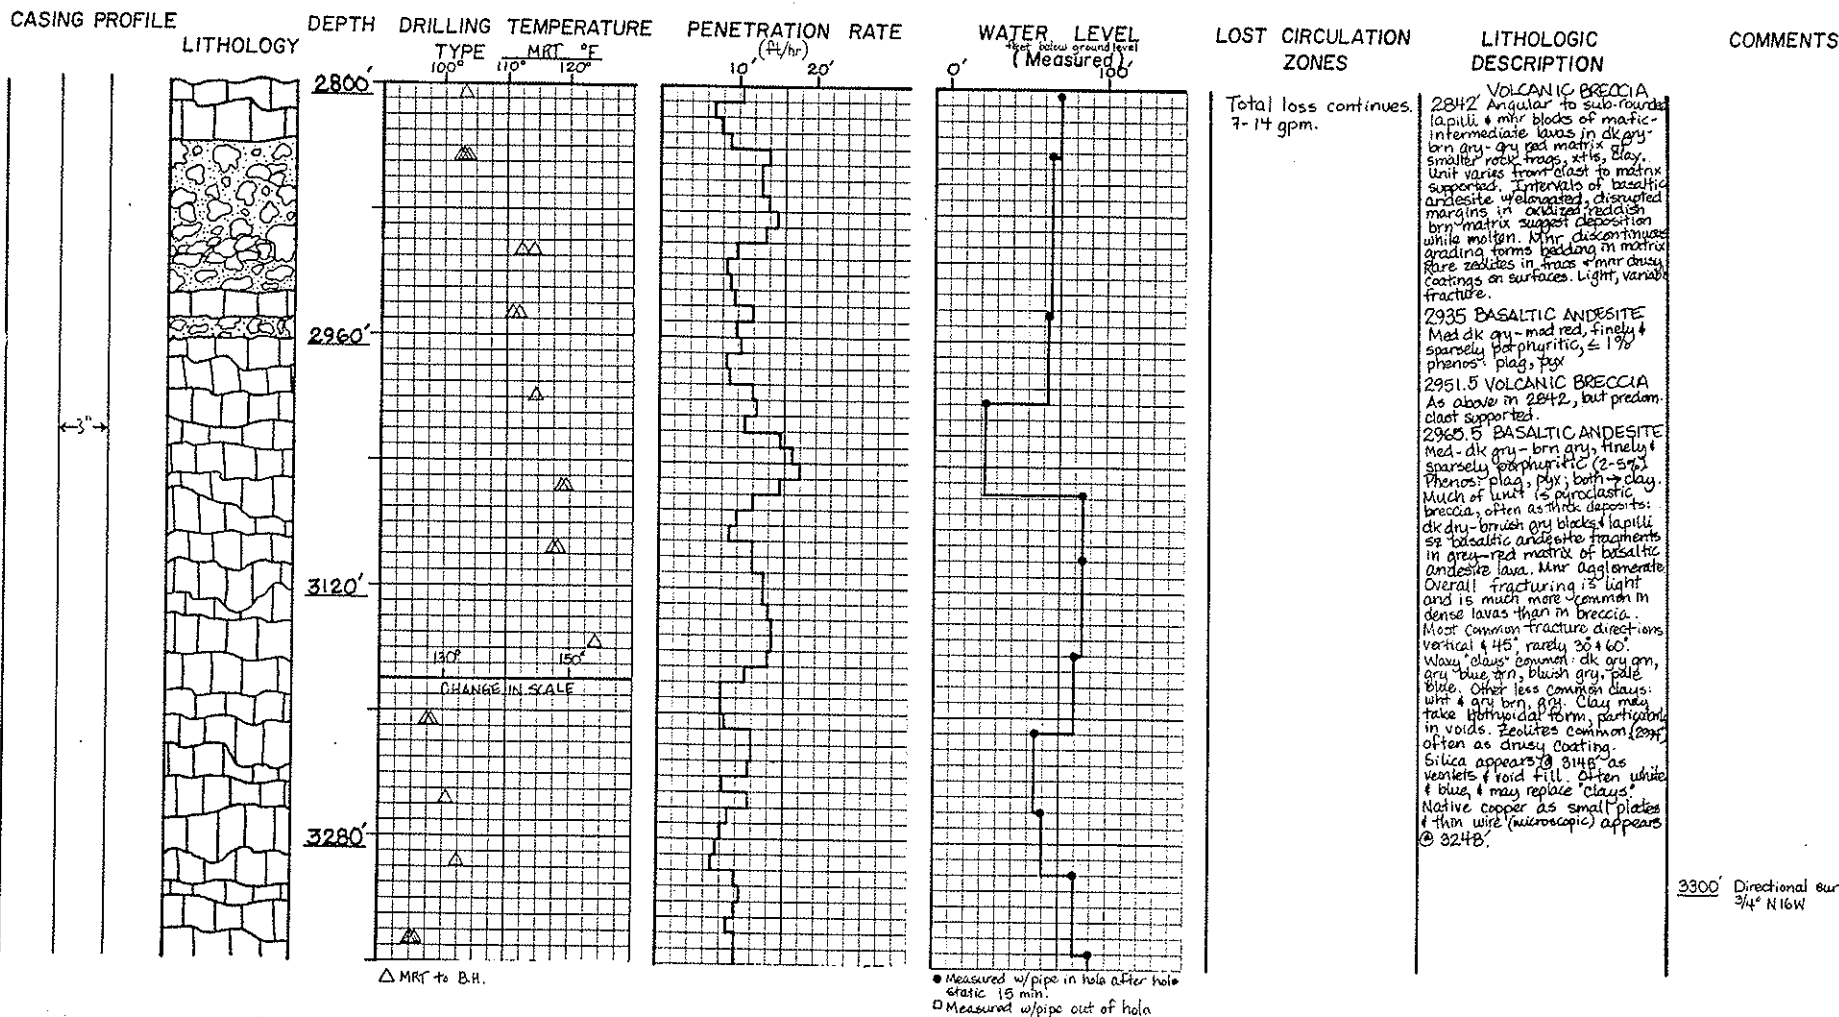 CASING PROFILE
LITHOLOGY
DEPTH
DRILLING TEMPERATURE
TYPE MRT °F
100° 110° 120°
PENETRATION RATE
(ft/hr)
10' 20'
WATER LEVEL
feet below ground level
(Measured)
0' 100'
LOST CIRCULATION
ZONES
LITHOLOGIC
DESCRIPTION
COMMENTS
2800'
2960'
3120'
3280'
←3"→
130° 150°
CHANGE IN SCALE
△ MRT to B.H.
● Measured w/pipe in hole after hole
static 15 min.
□ Measured w/pipe out of hole
Total loss continues.
7-14 gpm.
VOLCANIC BRECCIA
2842' Angular to sub-rounded
lapilli & mnr blocks of mafic-
intermediate lavas in dk gry-
brn gry-gry red matrix of
smaller rock frags, xtls, clay.
Unit varies from clast to matrix
supported. Intervals of basaltic
andesite w/elongated, disrupted
margins in oxidized, reddish
brn matrix suggest deposition
while molten. Mnr discontinuous
grading forms bedding in matrix
Rare zeolites in frags & mnr drusy
coatings on surfaces. Light, variable
fracture.
2935 BASALTIC ANDESITE
Med dk gry-mod red, finely &
sparsely porphyritic, ≤ 1%
phenos: plag, pyx
2951.5 VOLCANIC BRECCIA
As above in 2842, but predom.
clast supported.
2965.5 BASALTIC ANDESITE
Med-dk gry-brn gry, finely &
sparsely porphyritic (2-5%)
Phenos: plag, pyx; both → clay.
Much of unit is pyroclastic
breccia, often as thick deposits:
dk gry-brnish gry blocks & lapilli
sz basaltic andesite fragments
in grey-red matrix of basaltic
andesite lava. Mnr agglomerate
Overall fracturing is light
and is much more common in
dense lavas than in breccia.
Most common fracture directions
vertical & 45°, rarely 30° & 60°.
Waxy "clays" common: dk gry grn,
gry blue grn, bluish gry, pale
blue. Other less common clays:
wht & gry brn, gry. Clay may
take bothyoidal form, particularly
in voids. Zeolites common
often as drusy coating.
Silica appears @ 3148' as
veinlets & void fill. Often white
& blue, & may replace "clays".
Native copper as small plates
& thin wire (microscopic) appears
@ 3248'.
3300' Directional sur
3/4° N16W